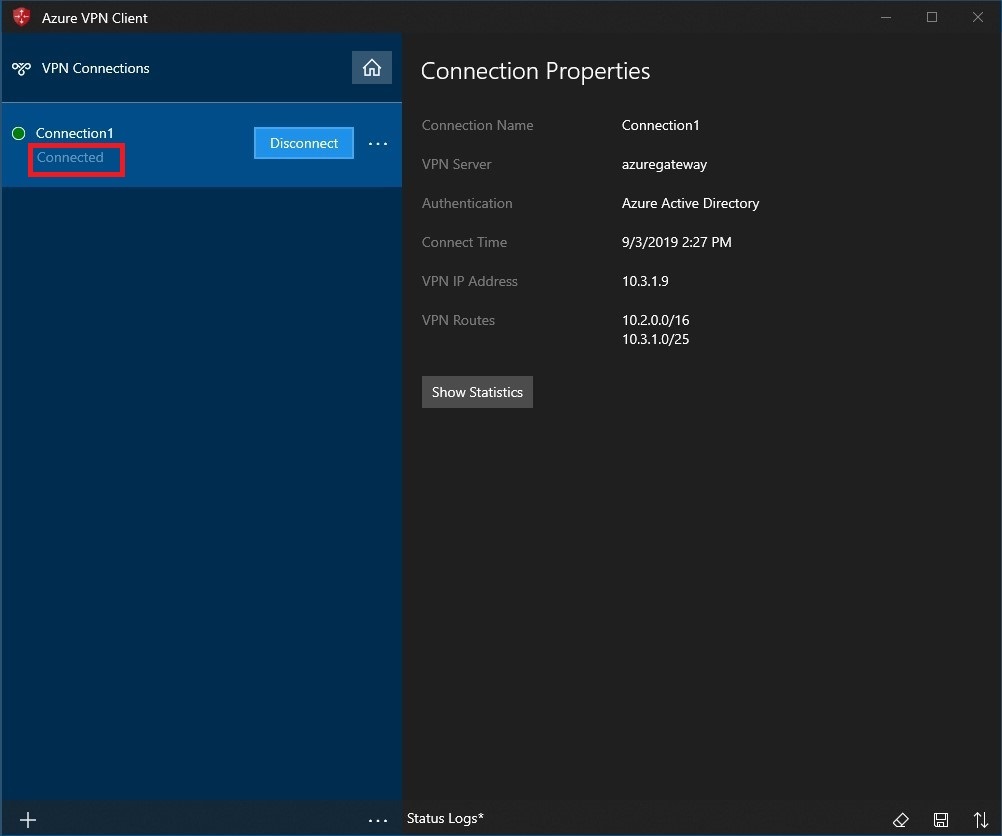 Azure VPN Client
VPN Connections
Connection1
Connected
Disconnect
Connection Properties
Connection Name Connection1
VPN Server azuregateway
Authentication Azure Active Directory
Connect Time 9/3/2019 2:27 PM
VPN IP Address 10.3.1.9
VPN Routes 10.2.0.0/16
10.3.1.0/25
Show Statistics
Status Logs*